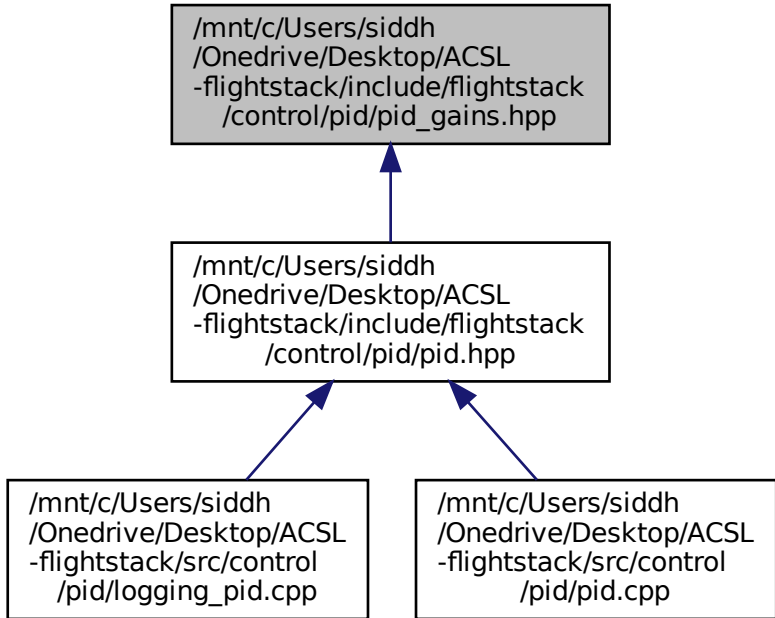 /mnt/c/Users/siddh
/Onedrive/Desktop/ACSL
-flightstack/include/flightstack
/control/pid/pid_gains.hpp
/mnt/c/Users/siddh
/Onedrive/Desktop/ACSL
-flightstack/include/flightstack
/control/pid/pid.hpp
/mnt/c/Users/siddh
/Onedrive/Desktop/ACSL
-flightstack/src/control
/pid/logging_pid.cpp
/mnt/c/Users/siddh
/Onedrive/Desktop/ACSL
-flightstack/src/control
/pid/pid.cpp